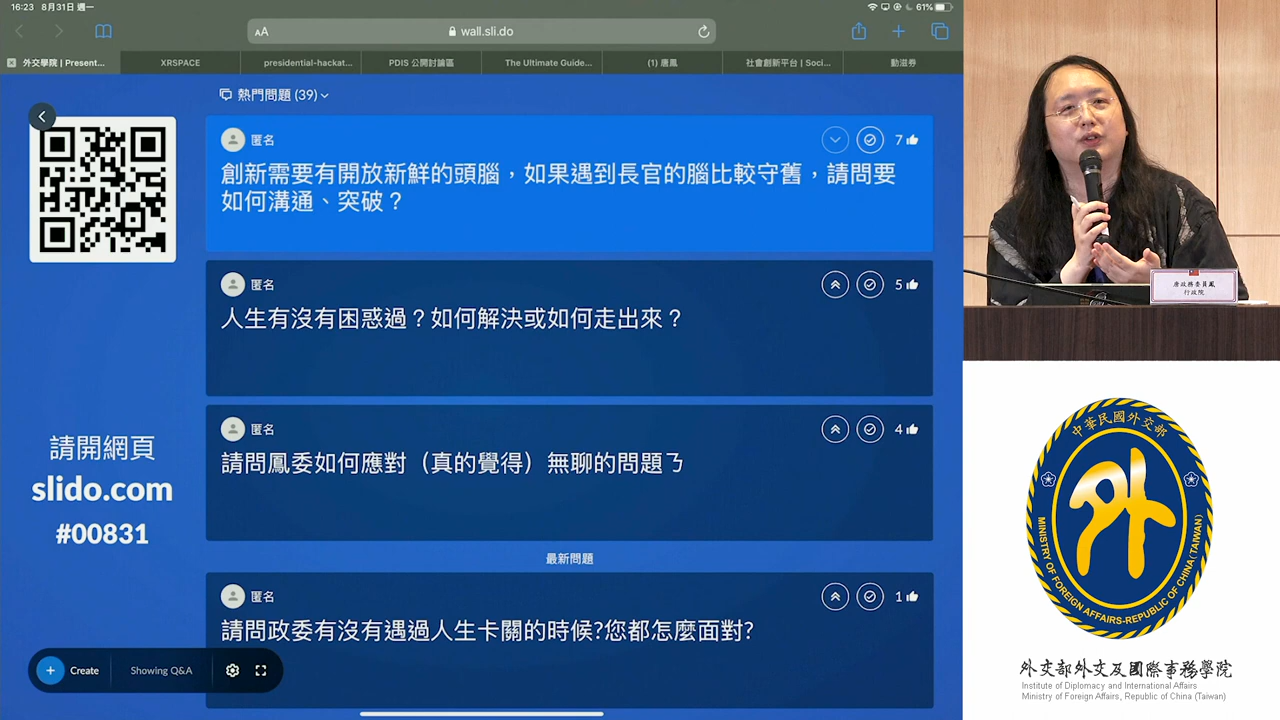 16:23 8月31日 週一
61%
AA
wall.sli.do
外交學院 | Present...
XRSPACE
presidential-hackat...
PDIS 公開討論區
The Ultimate Guide...
(1) 唐鳳
社會創新平台 | Soci...
動滋券
熱門問題 (39)
匿名
7
創新需要有開放新鮮的頭腦，如果遇到長官的腦比較守舊，請問要
如何溝通、突破？
匿名
5
人生有沒有困惑過？如何解決或如何走出來？
匿名
4
請問鳳委如何應對（真的覺得）無聊的問題ㄋ
最新問題
匿名
1
請問政委有沒有遇過人生卡關的時候?您都怎麼面對?
請開網頁
slido.com
#00831
Create
Showing Q&A
唐政務委員鳳
行政院
中華民國外交部
外
MINISTRY OF FOREIGN AFFAIRS-REPUBLIC OF CHINA(TAIWAN)
外交部外交及國際事務學院
Institute of Diplomacy and International Affairs
Ministry of Foreign Affairs, Republic of China (Taiwan)